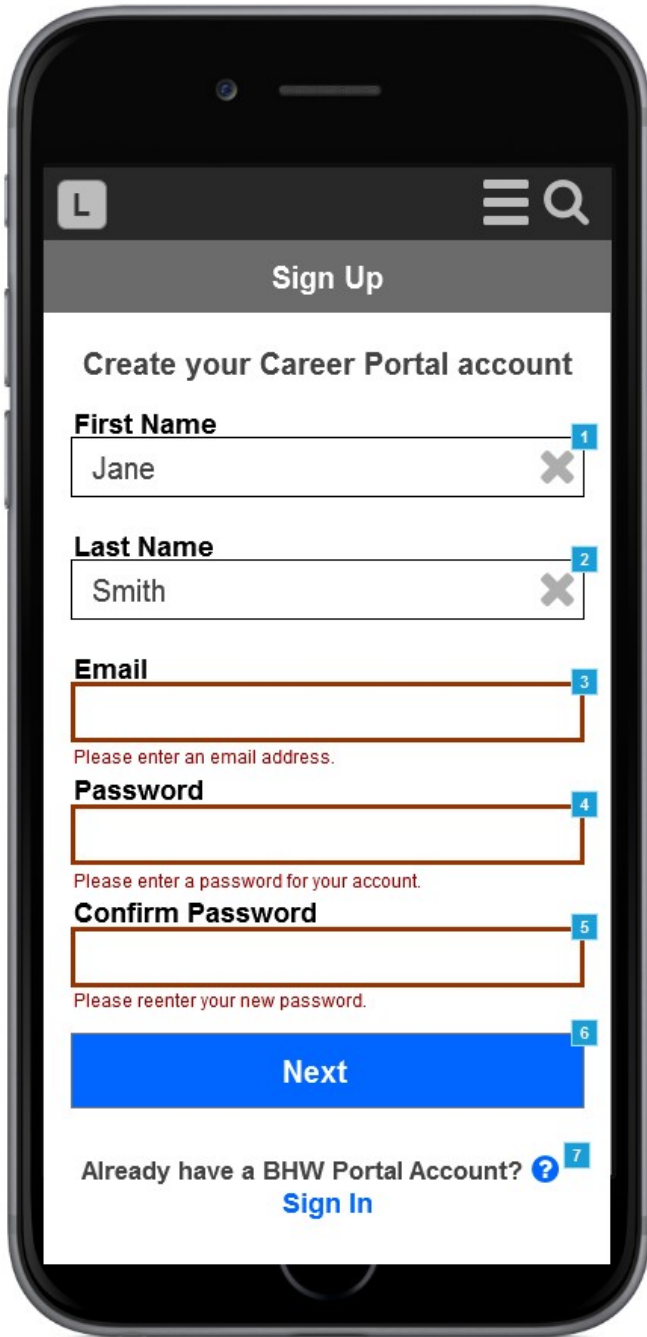 L
Sign Up
Create your Career Portal account
First Name
1
Jane
Last Name
2
Smith
Email
3
Please enter an email address.
Password
4
Please enter a password for your account.
Confirm Password
5
Please reenter your new password.
6
Next
Already have a BHW Portal Account? ? 7
Sign In